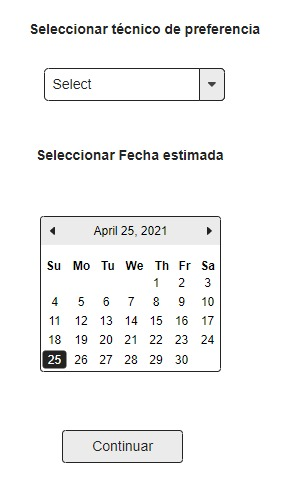 Seleccionar técnico de preferencia
Select
Seleccionar Fecha estimada
April 25, 2021
Su Mo Tu We Th Fr Sa
1 2 3
4 5 6 7 8 9 10
11 12 13 14 15 16 17
18 19 20 21 22 23 24
25 26 27 28 29 30
Continuar